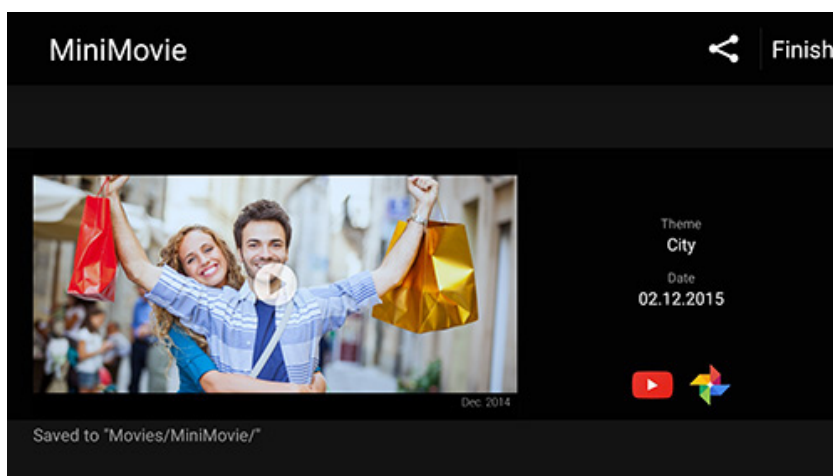 MiniMovie
Finish
Theme
City
Date
02.12.2015
Dec. 2014
Saved to "Movies/MiniMovie/"